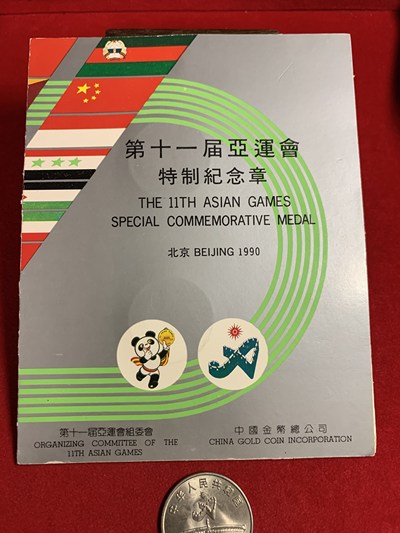 第十一届亞運會
特制紀念章
THE 11TH ASIAN GAMES
SPECIAL COMMEMORATIVE MEDAL
北京 BEIJING 1990
第十一届亞運會組委會
ORGANIZING COMMITTEE OF THE
11TH ASIAN GAMES
中國金幣總公司
CHINA GOLD COIN INCORPORATION
中华人民共和国